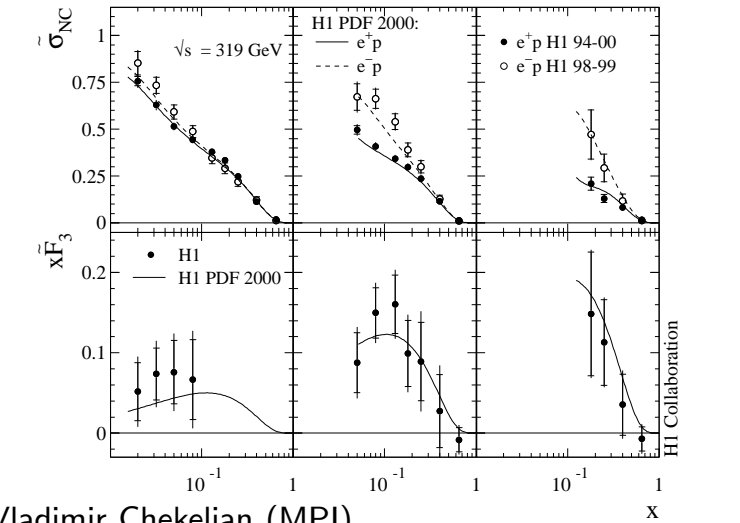 σ̃NC
1
0.75
0.5
0.25
0
√s = 319 GeV
H1 PDF 2000:
e⁺p
e⁻p
e⁺p H1 94-00
e⁻p H1 98-99
xF̃₃
0.2
0.1
0
H1
H1 PDF 2000
10⁻¹ 1 10⁻¹ 1 10⁻¹ 1
x
H1 Collaboration
Vladimir Chekelian (MPI)